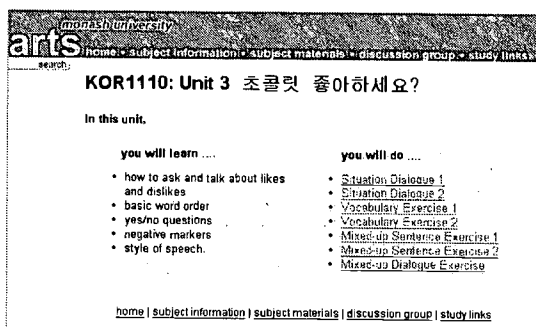 monash university
arts
home • subject information • subject materials • discussion group • study links
search
KOR1110: Unit 3 초콜릿 좋아하세요?
In this unit,
you will learn ....
• how to ask and talk about likes
and dislikes
• basic word order
• yes/no questions
• negative markers
• style of speech.
you will do ....
• Situation Dialogue 1
• Situation Dialogue 2
• Vocabulary Exercise 1
• Vocabulary Exercise 2
• Mixed-up Sentence Exercise 1
• Mixed-up Sentence Exercise 2
• Mixed-up Dialogue Exercise
home | subject information | subject materials | discussion group | study links